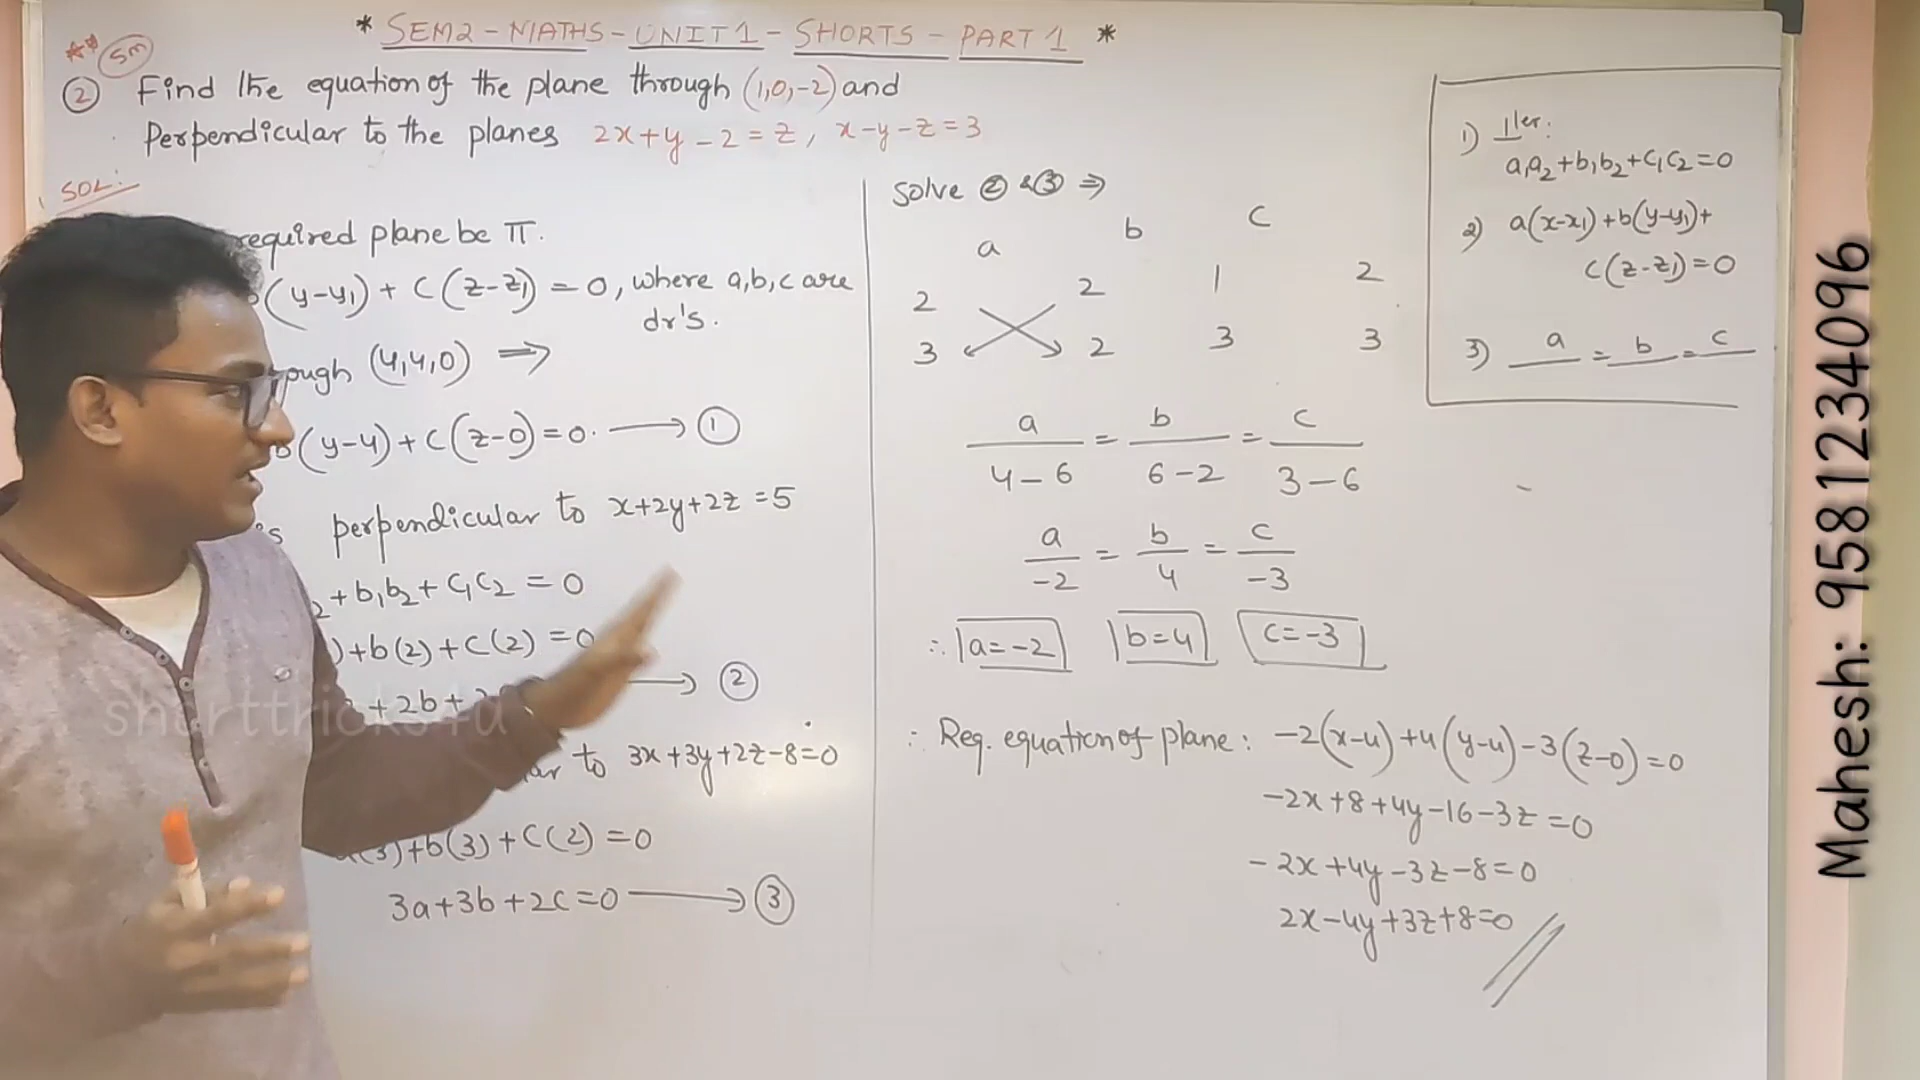 * SEM2 - MATHS - UNIT 1 - SHORTS - PART 1 *
** 5m
② Find the equation of the plane through (1,0,-2) and
Perpendicular to the planes 2x+y-2=z, x-y-z=3
SOL:
required plane be π.
b(y-y₁) + c(z-z₁) = 0, where a,b,c are
dr's.
(4,4,0) ⇒
b(y-4) + c(z-0) = 0. → ①
perpendicular to x+2y+2z = 5
+ b₁b₂ + c₁c₂ = 0
) + b(2) + c(2) = 0
+ 2b + → ②
to 3x+3y+2z-8=0
a(3)+b(3)+c(2) = 0
3a+3b+2c=0 → ③
Solve ② & ③ ⇒
a b c
2 2 1 2
3 2 3 3
a/(4-6) = b/(6-2) = c/(3-6)
a/-2 = b/4 = c/-3
∴ a=-2 b=4 c=-3
∴ Req. equation of plane: -2(x-4) +4(y-4) -3(z-0) = 0
-2x+8+4y-16-3z=0
-2x+4y-3z-8=0
2x-4y+3z+8=0
1) ⊥ler:
a₁a₂+b₁b₂+c₁c₂=0
2) a(x-x₁)+b(y-y₁)+
c(z-z₁)=0
3) a = b = c
shorttricks4u
Mahesh: 9581234096